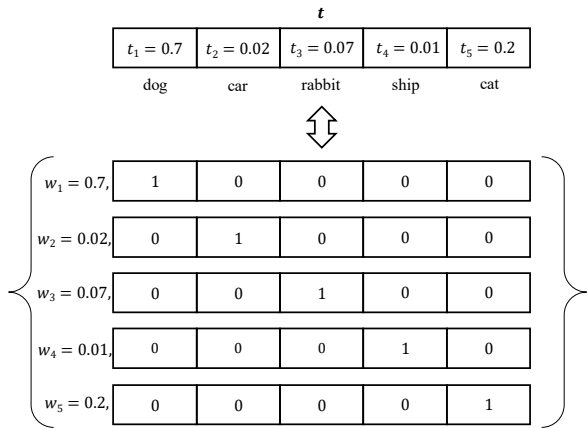 t
t₁ = 0.7 t₂ = 0.02 t₃ = 0.07 t₄ = 0.01 t₅ = 0.2
dog car rabbit ship cat
w₁ = 0.7, 1 0 0 0 0
w₂ = 0.02, 0 1 0 0 0
w₃ = 0.07, 0 0 1 0 0
w₄ = 0.01, 0 0 0 1 0
w₅ = 0.2, 0 0 0 0 1